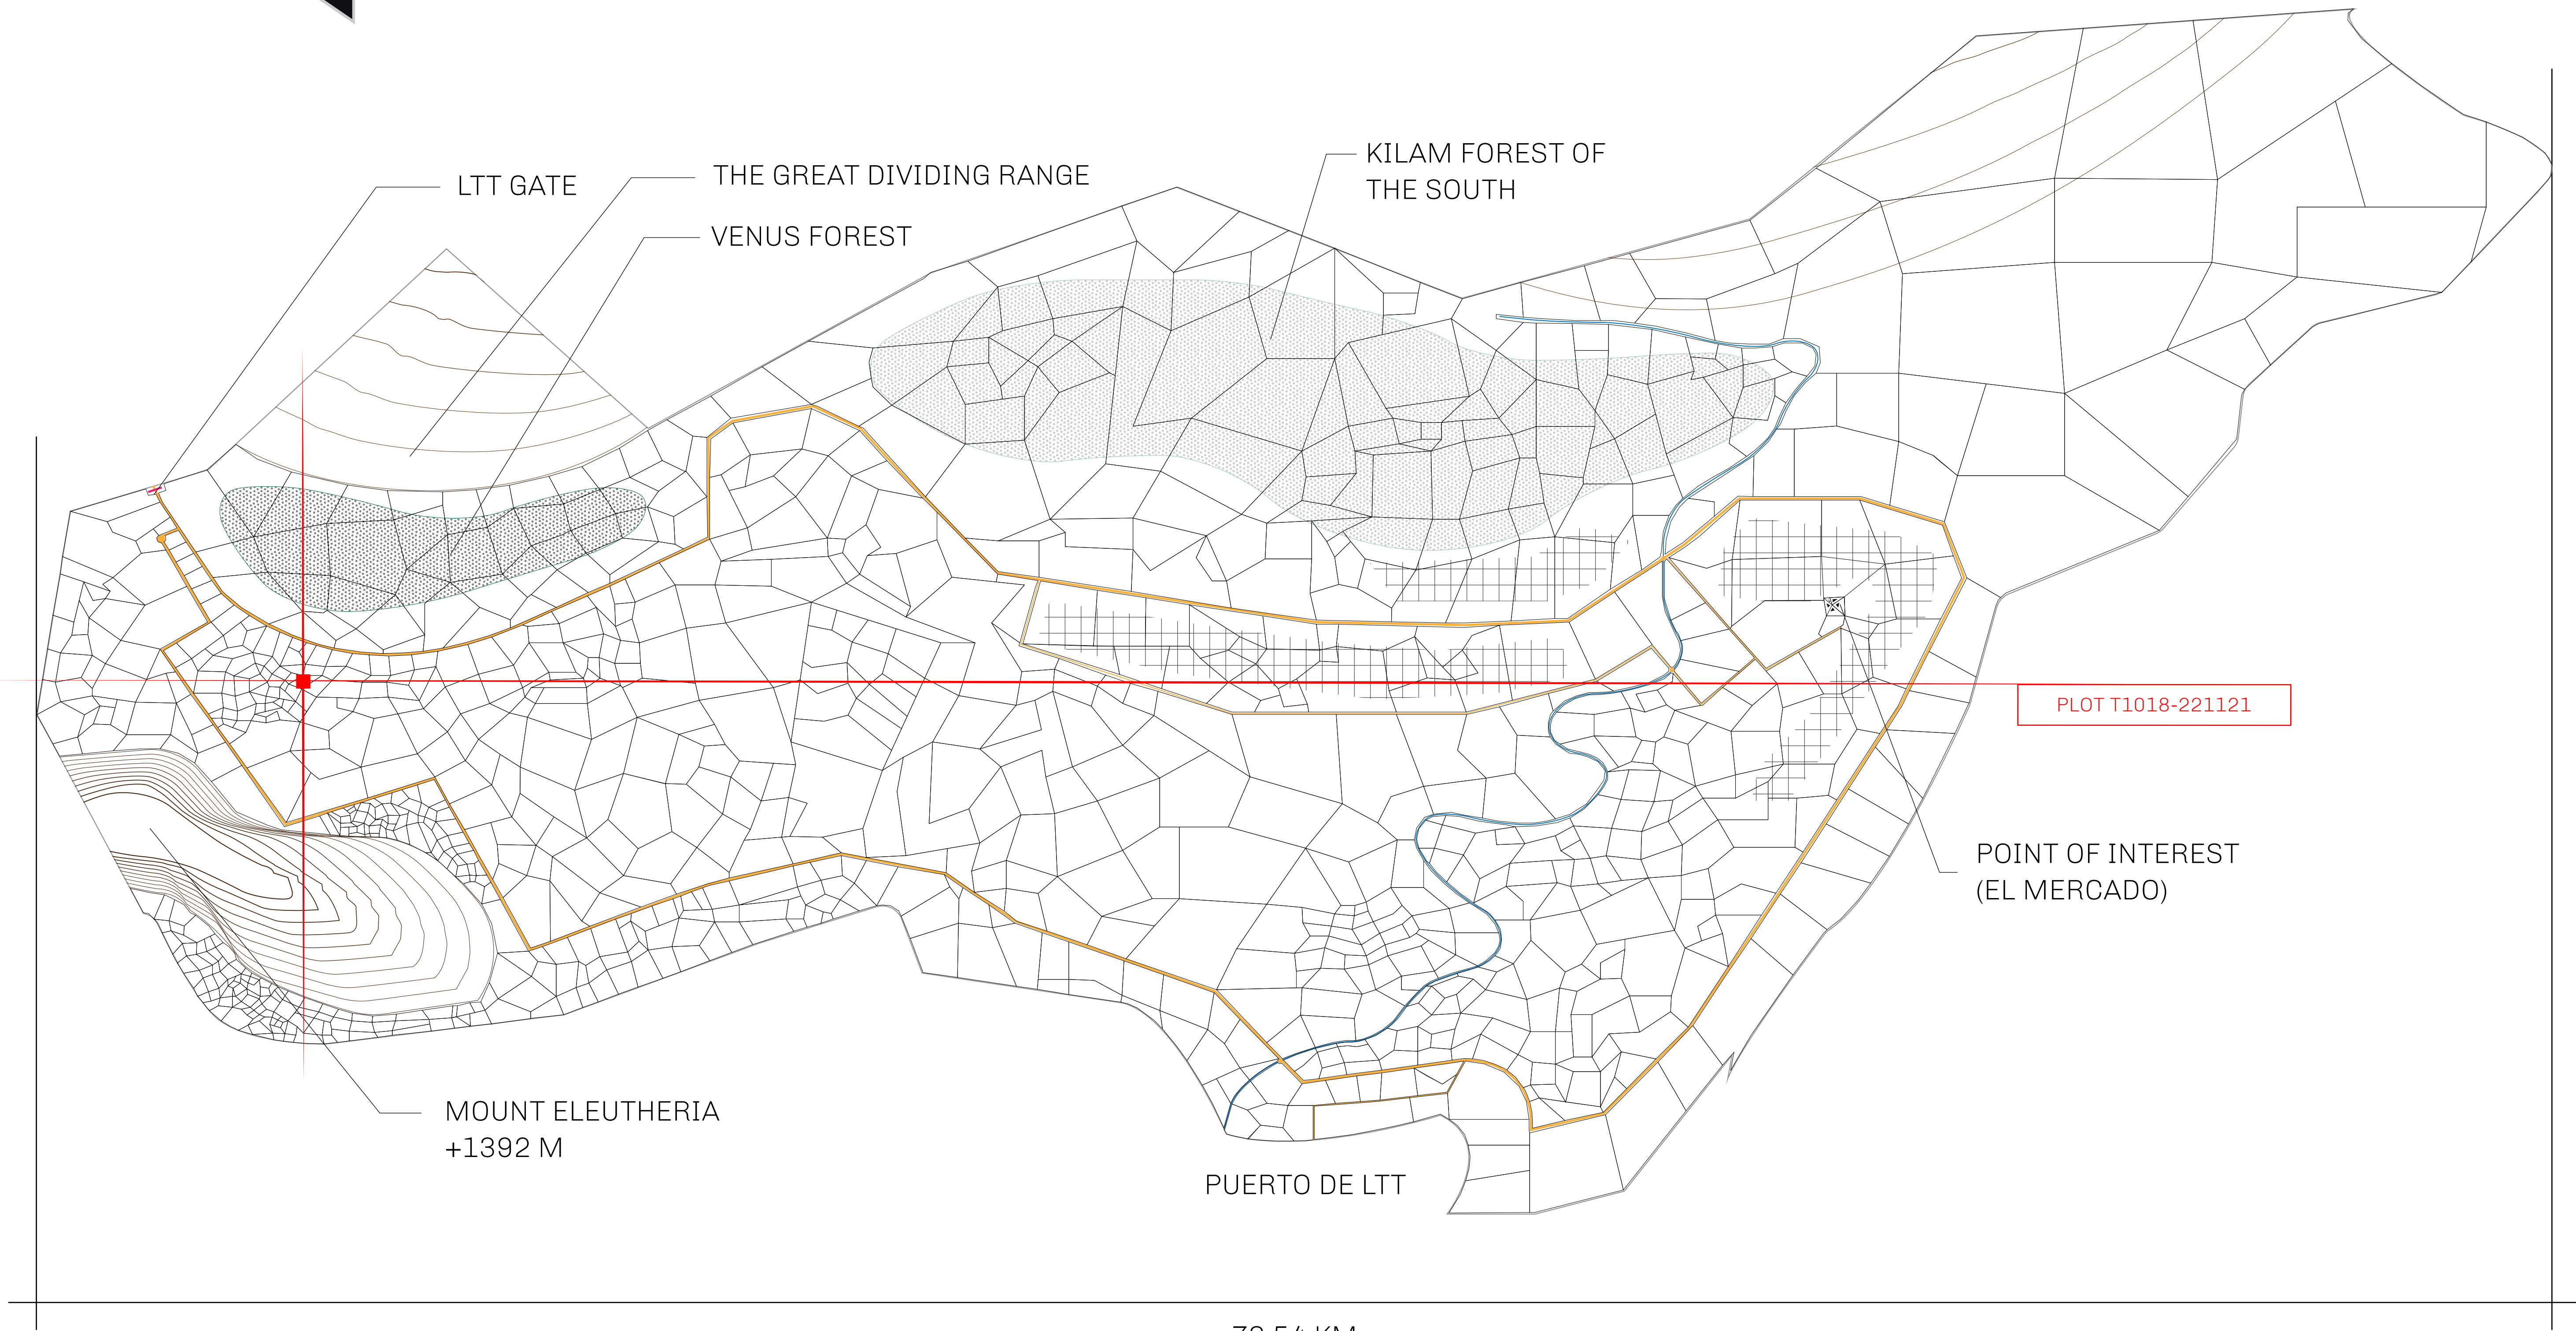 KILAM FOREST OF
THE SOUTH
THE GREAT DIVIDING RANGE
LTT GATE
VENUS FOREST
PLOT T1018-221121
POINT OF INTEREST
(EL MERCADO)
MOUNT ELEUTHERIA
+1392 M
PUERTO DE LTT
KM